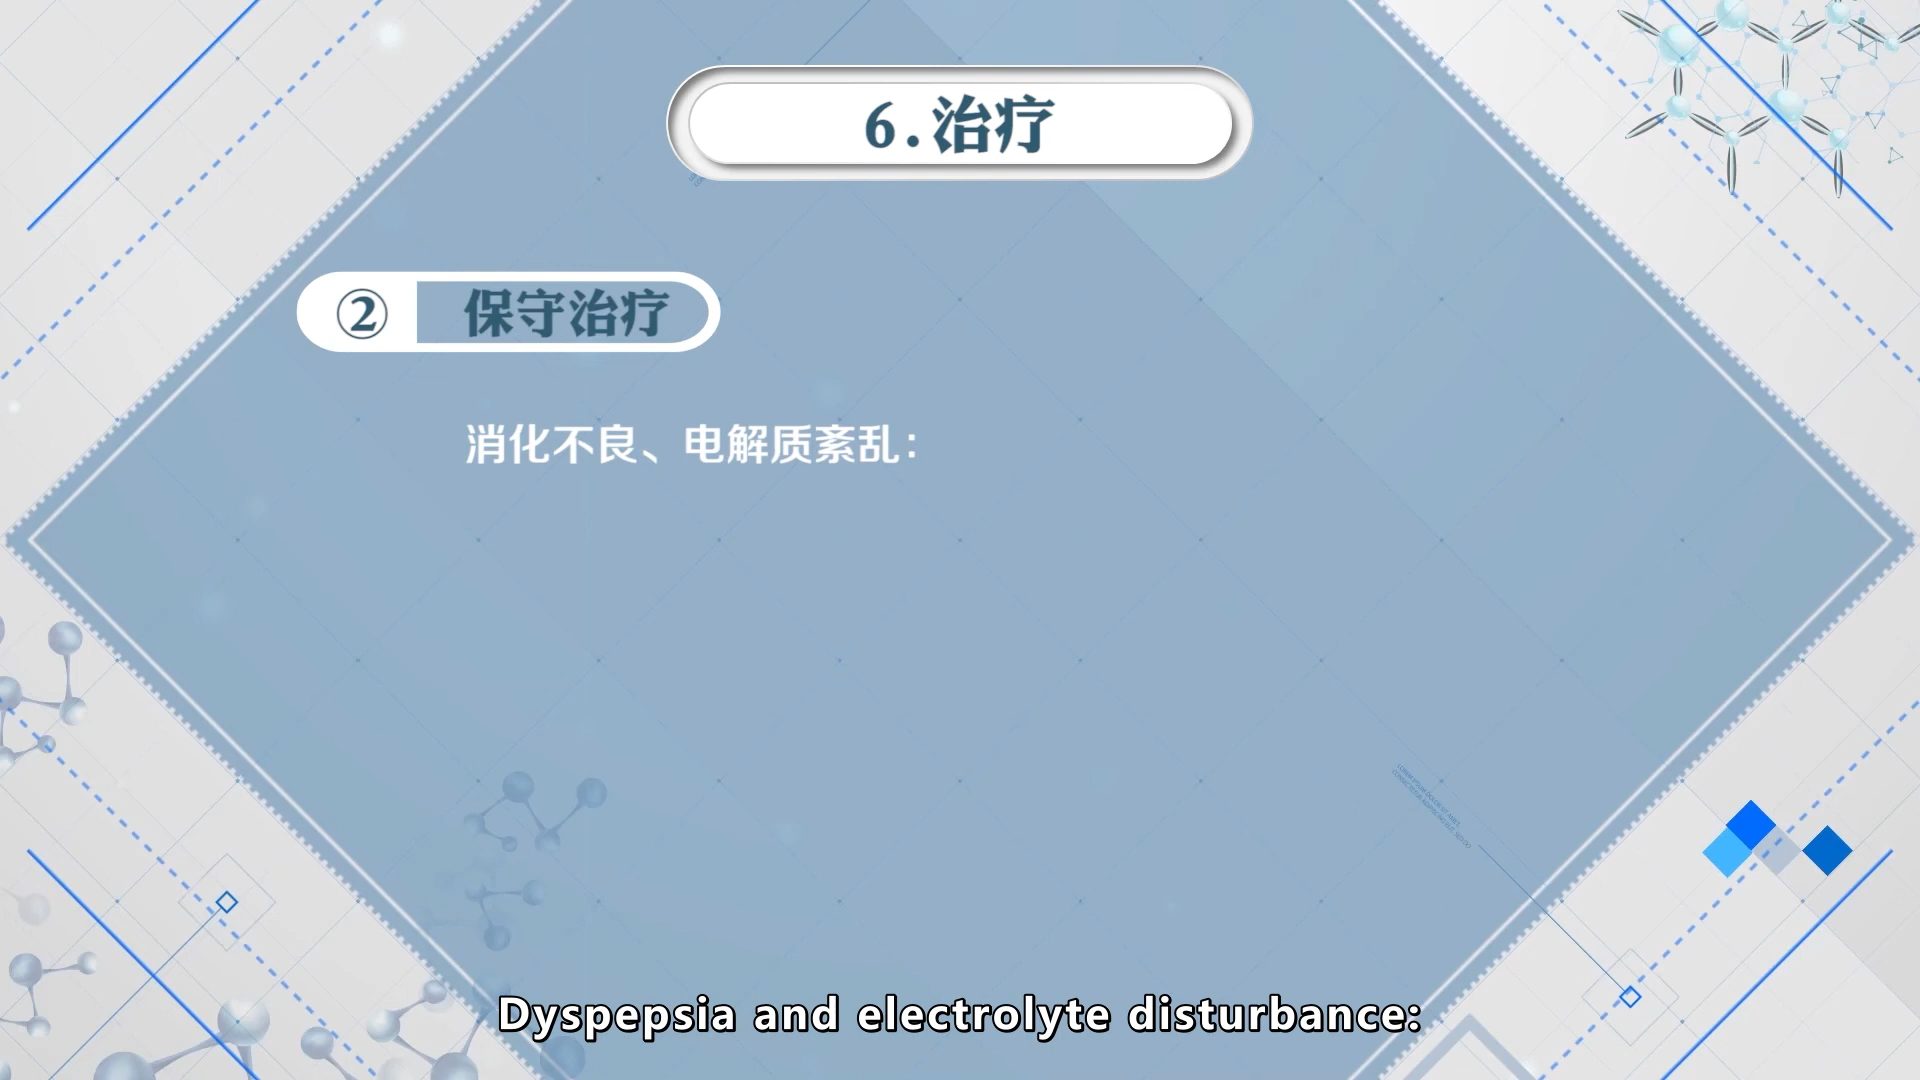 6.治疗
② 保守治疗
消化不良、电解质紊乱：
Dyspepsia and electrolyte disturbance: